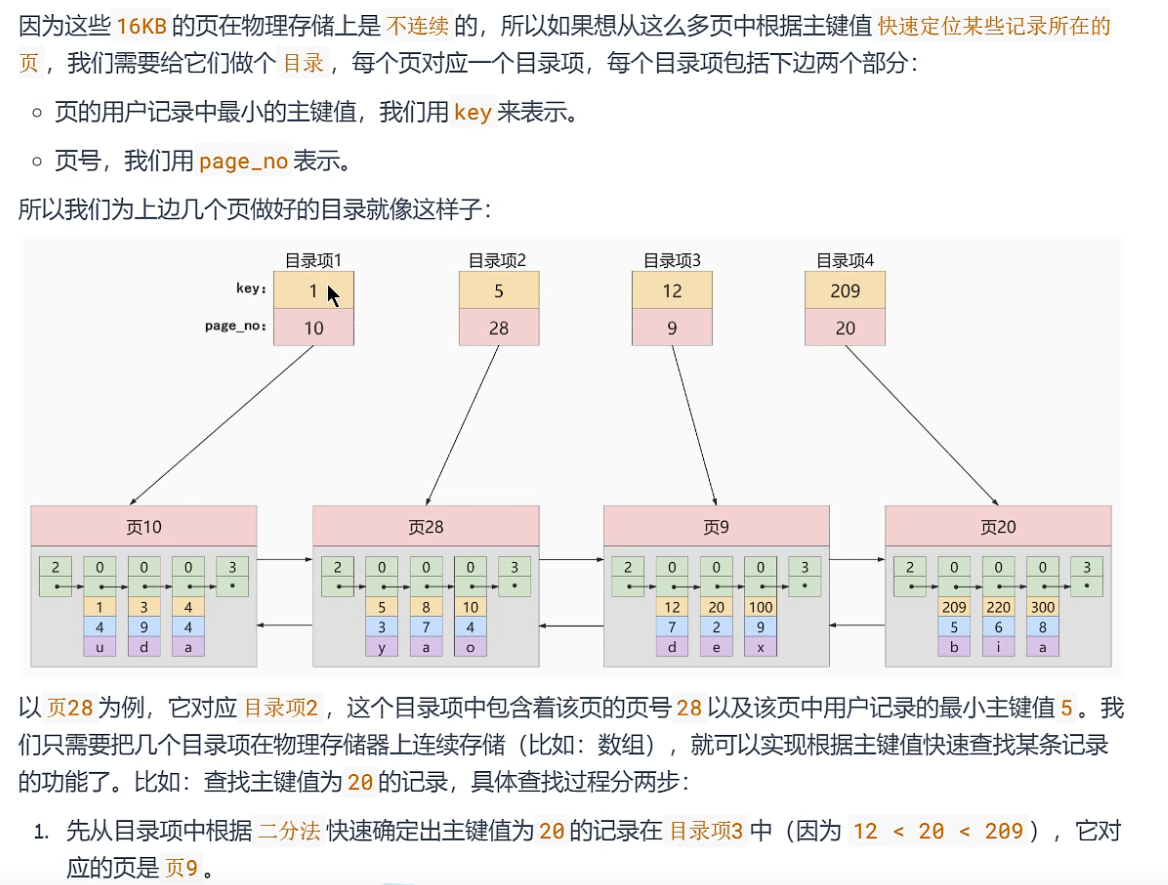 因为这些 16KB 的页在物理存储上是 不连续 的，所以如果想从这么多页中根据主键值 快速定位某些记录所在的
页 ，我们需要给它们做个 目录 ，每个页对应一个目录项，每个目录项包括下边两个部分：
页的用户记录中最小的主键值，我们用 key 来表示。
页号，我们用 page_no 表示。
所以我们为上边几个页做好的目录就像这样子：
目录项1 目录项2 目录项3 目录项4
key: 1 5 12 209
page_no: 10 28 9 20
页10 页28 页9 页20
2 0 0 0 3 2 0 0 0 3 2 0 0 0 3 2 0 0 0 3
1 3 4 5 8 10 12 20 100 209 220 300
4 9 4 3 7 4 7 2 9 5 6 8
u d a y a o d e x b i a
以 页28 为例，它对应 目录项2 ，这个目录项中包含着该页的页号 28 以及该页中用户记录的最小主键值 5 。我
们只需要把几个目录项在物理存储器上连续存储（比如：数组），就可以实现根据主键值快速查找某条记录
的功能了。比如：查找主键值为 20 的记录，具体查找过程分两步：
1. 先从目录项中根据 二分法 快速确定出主键值为 20 的记录在 目录项3 中（因为 12 < 20 < 209 ），它对
应的页是 页9 。